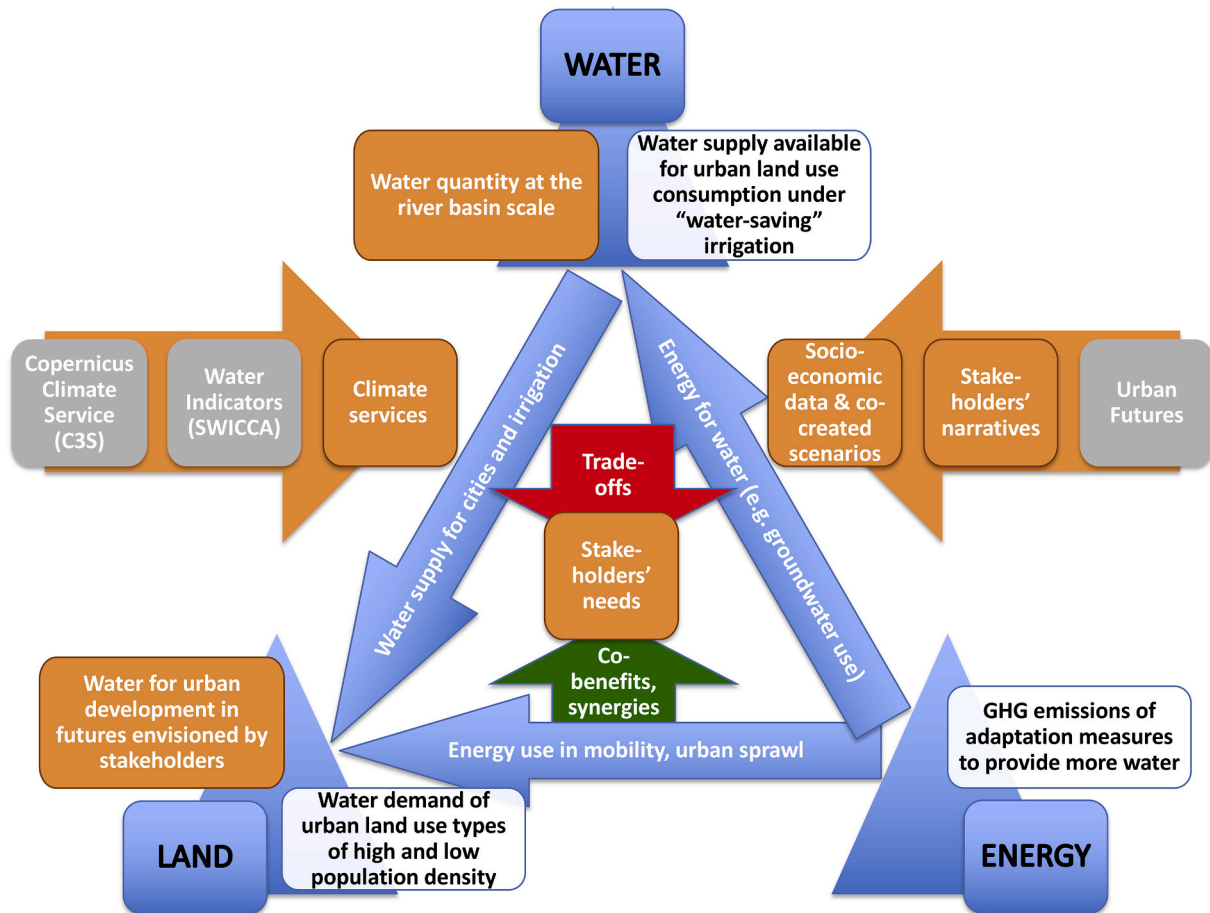 WATER
Water quantity at the
river basin scale
Water supply available
for urban land use
consumption under
“water-saving”
irrigation
Copernicus
Climate
Service
(C3S)
Water
Indicators
(SWICCA)
Climate
services
Socio-
economic
data & co-
created
scenarios
Stake-
holders’
narratives
Urban
Futures
Water supply for cities and irrigation
Energy for water (e.g. groundwater use)
Trade-
offs
Stake-
holders’
needs
Co-
benefits,
synergies
Energy use in mobility, urban sprawl
Water for urban
development in
futures envisioned by
stakeholders
LAND
Water demand of
urban land use types
of high and low
population density
GHG emissions of
adaptation measures
to provide more water
ENERGY